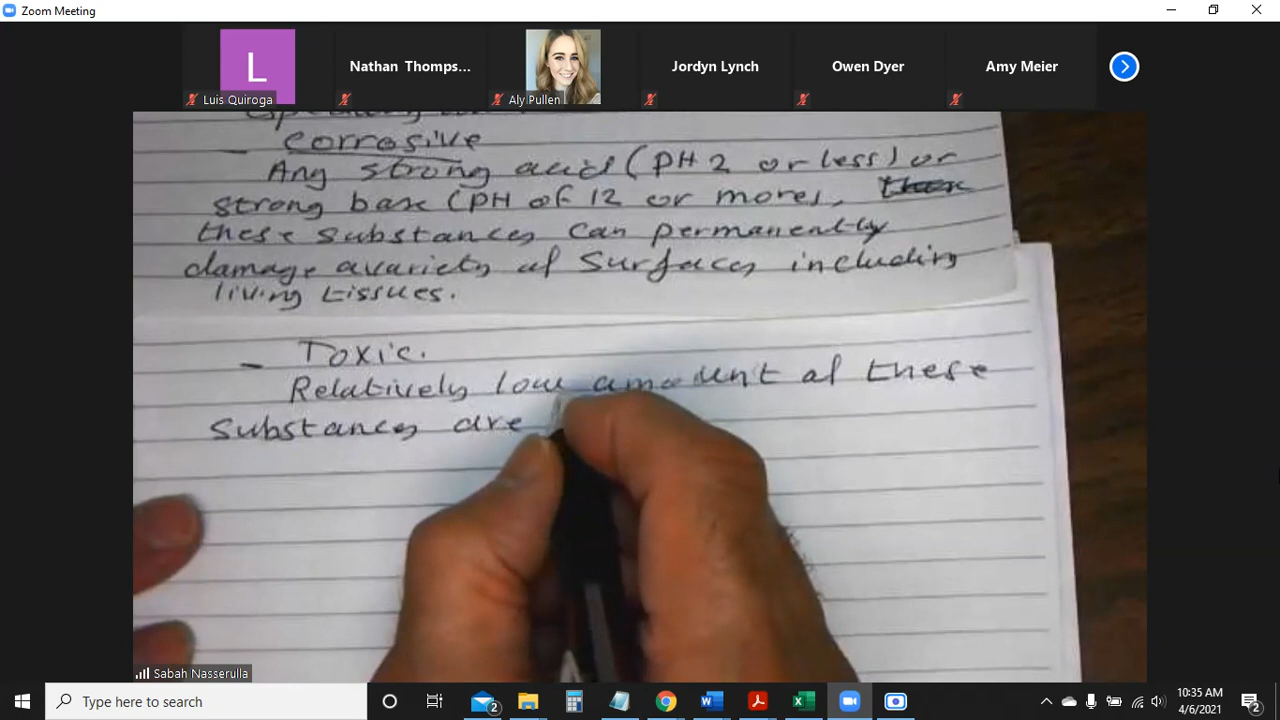 Zoom Meeting
L
Nathan Thomps...
Jordyn Lynch
Owen Dyer
Amy Meier
Luis Quiroga
Aly Pullen
- corrosive
Any strong acid (PH 2 or less) or
strong base (PH of 12 or more),
these substances can permanently
damage avariety of surfaces including
living tissues.
- Toxic.
Relatively low amount of these
substances are
Sabah Nasserulla
Type here to search
2
W
X
10:35 AM
4/6/2021
2